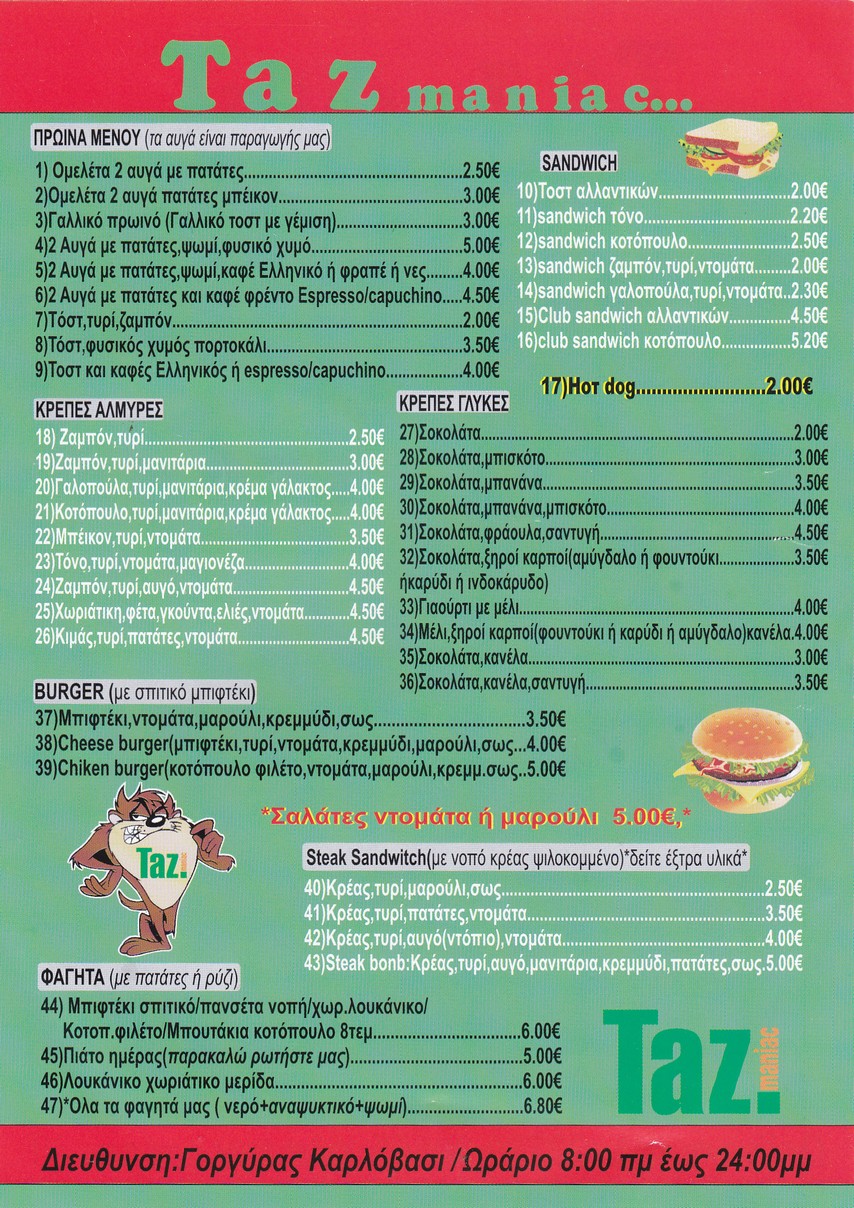 Taz maniac...
ΠΡΩΙΝΑ ΜΕΝΟΥ (τα αυγά είναι παραγωγής μας)
1) Ομελέτα 2 αυγά με πατάτες...2.50€
2)Ομελέτα 2 αυγά πατάτες μπέικον...3.00€
3)Γαλλικό πρωινό (Γαλλικό τοστ με γέμιση)...3.00€
4)2 Αυγά με πατάτες,ψωμί,φυσικό χυμό...5.00€
5)2 Αυγά με πατάτες,ψωμί,καφέ Ελληνικό ή φραπέ ή νες...4.00€
6)2 Αυγά με πατάτες και καφέ φρέντο Espresso/capuchino....4.50€
7)Τόστ,τυρί,ζαμπόν...2.00€
8)Τόστ,φυσικός χυμός πορτοκάλι...3.50€
9)Τοστ και καφές Ελληνικός ή espresso/capuchino...4.00€
SANDWICH
10)Τοστ αλλαντικών...2.00€
11)sandwich τόνο...2.20€
12)sandwich κοτόπουλο...2.50€
13)sandwich ζαμπόν,τυρί,ντομάτα...2.00€
14)sandwich γαλοπούλα,τυρί,ντομάτα..2.30€
15)Club sandwich αλλαντικών...4.50€
16)club sandwich κοτόπουλο...5.20€
17)Hοτ dog...2.00€
ΚΡΕΠΕΣ ΑΛΜΥΡΕΣ
18) Ζαμπόν,τυρί...2.50€
19)Ζαμπόν,τυρί,μανιτάρια...3.00€
20)Γαλοπούλα,τυρί,μανιτάρια,κρέμα γάλακτος....4.00€
21)Κοτόπουλο,τυρί,μανιτάρια,κρέμα γάλακτος....4.00€
22)Μπέικον,τυρί,ντομάτα...3.50€
23)Τόνο,τυρί,ντομάτα,μαγιονέζα...4.00€
24)Ζαμπόν,τυρί,αυγό,ντομάτα...4.50€
25)Χωριάτικη,φέτα,γκούντα,ελιές,ντομάτα...4.50€
26)Κιμάς,τυρί,πατάτες,ντομάτα...4.50€
ΚΡΕΠΕΣ ΓΛΥΚΕΣ
27)Σοκολάτα...2.00€
28)Σοκολάτα,μπισκότο...3.00€
29)Σοκολάτα,μπανάνα...3.50€
30)Σοκολάτα,μπανάνα,μπισκότο...4.00€
31)Σοκολάτα,φράουλα,σαντυγή...4.50€
32)Σοκολάτα,ξηροί καρποί(αμύγδαλο ή φουντούκι...3.50€
ήκαρύδι ή ινδοκάρυδο)
33)Γιαούρτι με μέλι...4.00€
34)Μέλι,ξηροί καρποί(φουντούκι ή καρύδι ή αμύγδαλο)κανέλα.4.00€
35)Σοκολάτα,κανέλα...3.00€
36)Σοκολάτα,κανέλα,σαντυγή...3.50€
BURGER (με σπιτικό μπιφτέκι)
37)Μπιφτέκι,ντομάτα,μαρούλι,κρεμμύδι,σως...3.50€
38)Cheese burger(μπιφτέκι,τυρί,ντομάτα,κρεμμύδι,μαρούλι,σως...4.00€
39)Chiken burger(κοτόπουλο φιλέτο,ντομάτα,μαρούλι,κρεμμ.σως..5.00€
*Σαλάτες ντομάτα ή μαρούλι 5.00€,*
Taz! maniac
Steak Sandwitch(με νοπό κρέας ψιλοκομμένο)*δείτε έξτρα υλικά*
40)Κρέας,τυρί,μαρούλι,σως...2.50€
41)Κρέας,τυρί,πατάτες,ντομάτα...3.50€
42)Κρέας,τυρί,αυγό(ντόπιο),ντομάτα...4.00€
43)Steak bonb:Κρέας,τυρί,αυγό,μανιτάρια,κρεμμύδι,πατάτες,σως.5.00€
ΦΑΓΗΤΑ (με πατάτες ή ρύζι)
44) Μπιφτέκι σπιτικό/πανσέτα νοπή/χωρ.λουκάνικο/
Κοτοπ.φιλέτο/Μπουτάκια κοτόπουλο 8τεμ...6.00€
45)Πιάτο ημέρας(παρακαλώ ρωτήστε μας)...5.00€
46)Λουκάνικο χωριάτικο μερίδα...6.00€
47)*Ολα τα φαγητά μας ( νερό+αναψυκτικό+ψωμί)...6.80€
Taz! maniac
Διευθυνση:Γοργύρας Καρλόβασι /Ωράριο 8:00 πμ έως 24:00μμ